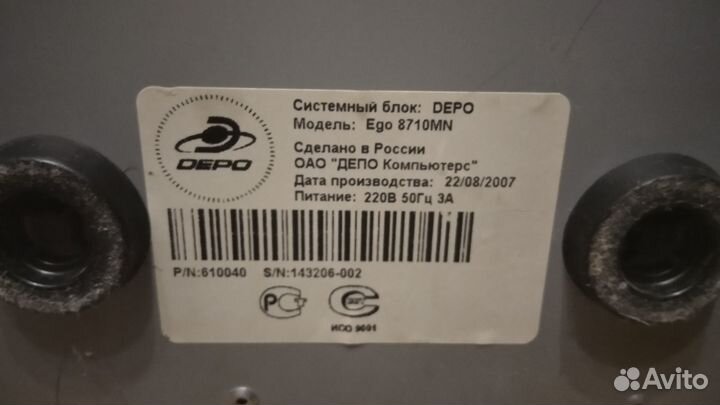 DEPO
Системный блок: DEPO
Модель: Ego 8710MN
Сделано в России
ОАО "ДЕПО Компьютерс"
Дата производства: 22/08/2007
Питание: 220В 50Гц 3А
P/N:610040 S/N:143206-002
ИСО 9001
Avito